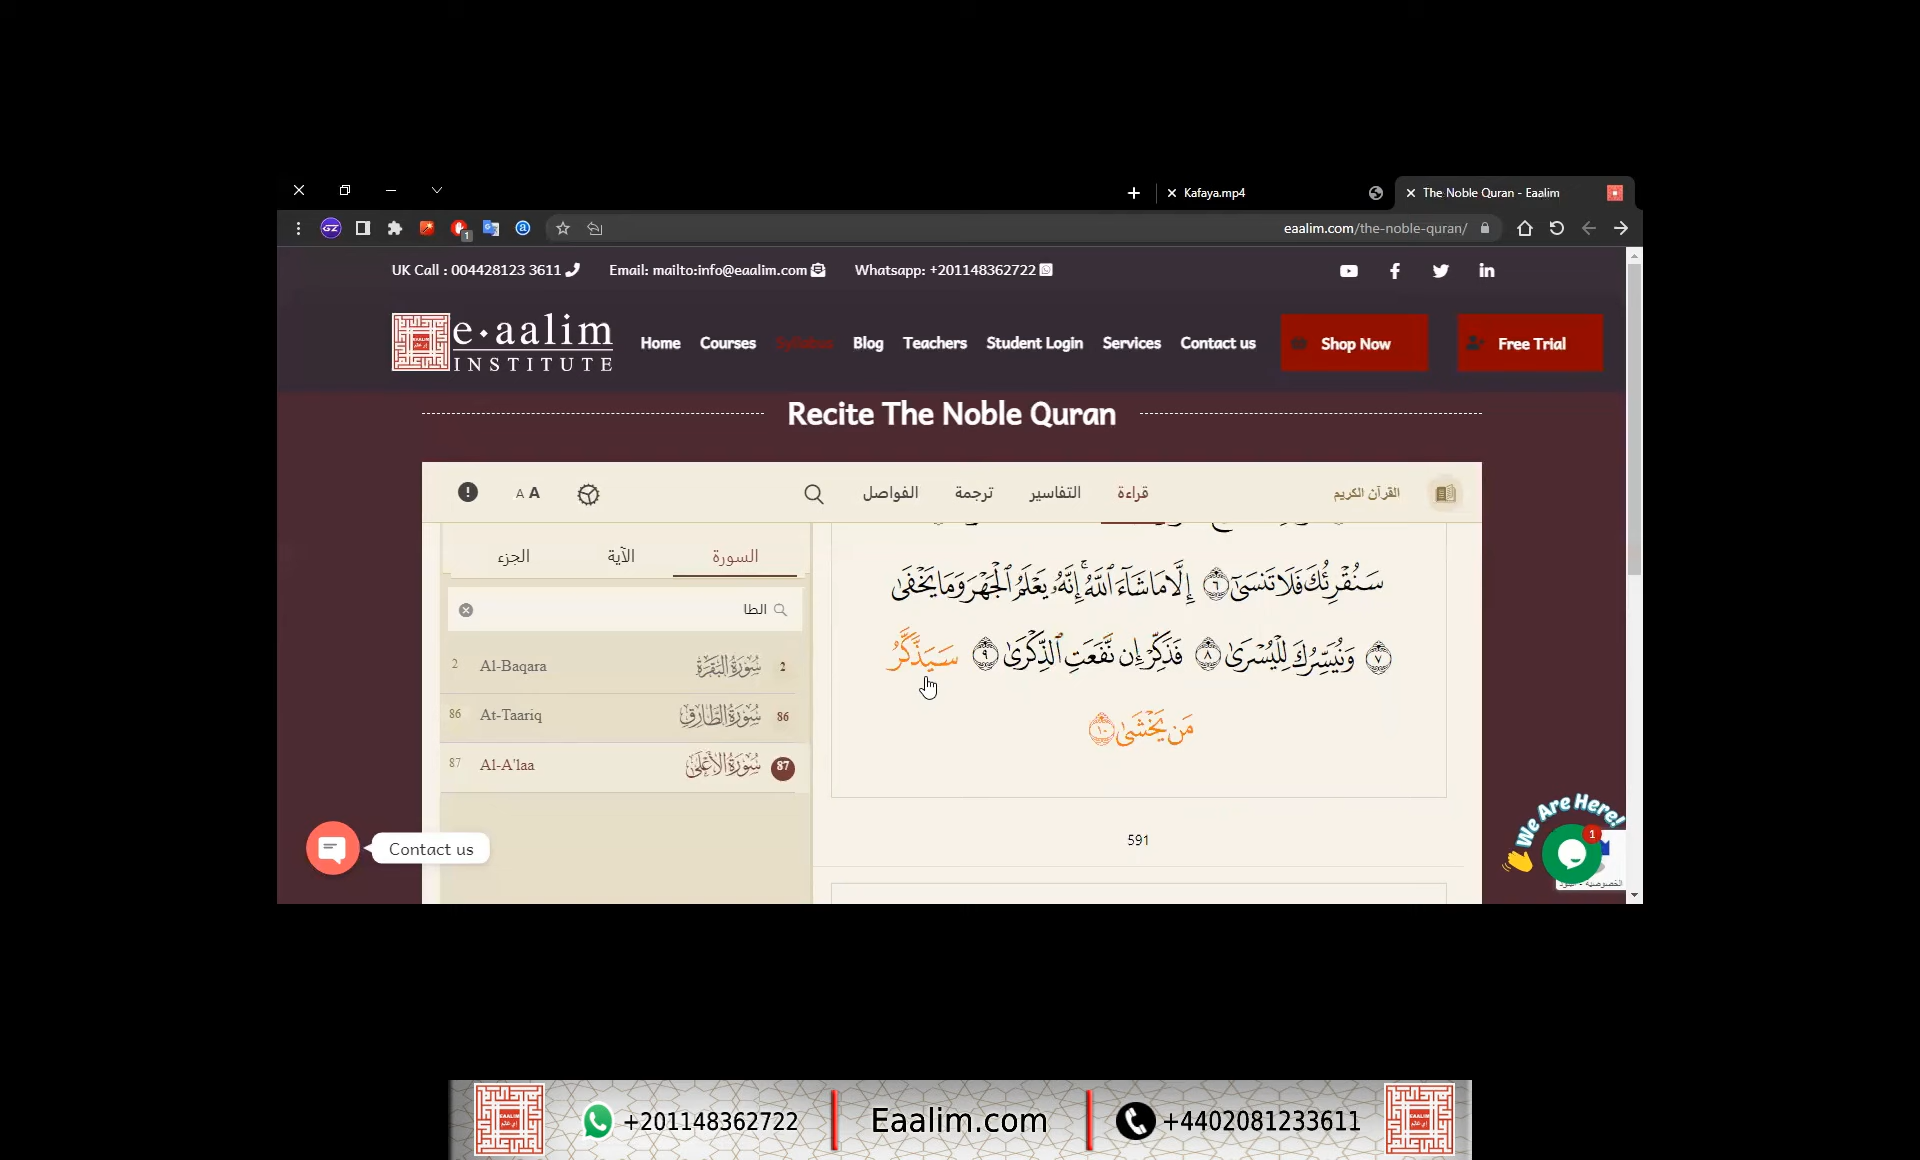 Kafaya.mp4
The Noble Quran - Eaalim
GZ
1
eaalim.com/the-noble-quran/
UK Call : 004428123 3611
Email: mailto:info@eaalim.com
Whatsapp: +201148362722
e·aalim
INSTITUTE
Home
Courses
Syllabus
Blog
Teachers
Student Login
Services
Contact us
Shop Now
Free Trial
Recite The Noble Quran
القرآن الكريم
قراءة
التفاسير
ترجمة
الفواصل
A A
السورة
الآية
الجزء
الطا
2 Al-Baqara سُورَةُ البَقَرَةِ 2
86 At-Taariq سُورَةُ الطَّارِقِ 86
87 Al-A'laa سُورَةُ الأَعْلَى 87
سَنُقْرِئُكَ فَلَا تَنسَىٰٓ ٦ إِلَّا مَا شَآءَ ٱللَّهُۚ إِنَّهُۥ يَعْلَمُ ٱلْجَهْرَ وَمَا يَخْفَىٰ
٧ وَنُيَسِّرُكَ لِلْيُسْرَىٰ ٨ فَذَكِّرْ إِن نَّفَعَتِ ٱلذِّكْرَىٰ ٩ سَيَذَّكَّرُ
مَن يَخْشَىٰ ١٠
591
Contact us
We Are Here!
1
+201148362722
Eaalim.com
+4402081233611